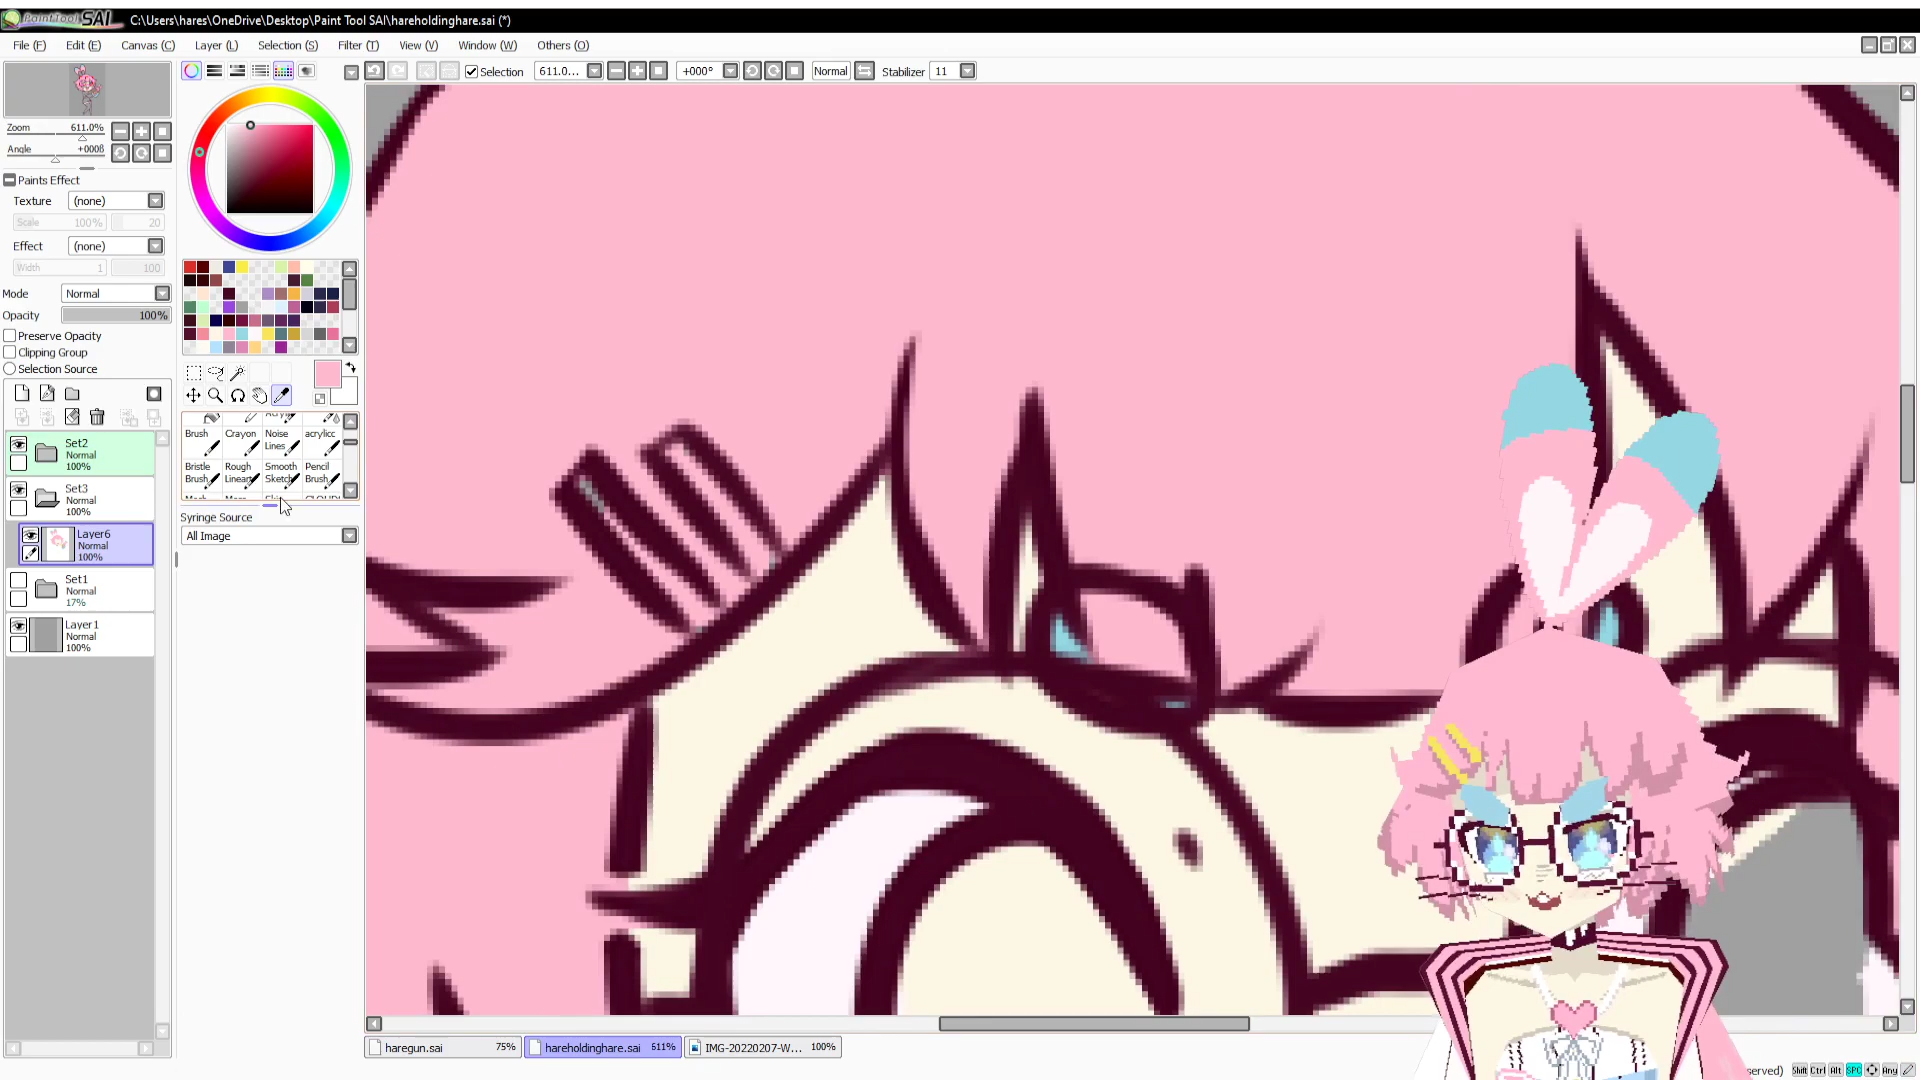 PaintTool SAI C:\Users\hares\OneDrive\Desktop\Paint Tool SAI\hareholdinghare.sai (*)
File (F) Edit (E) Canvas (C) Layer (L) Selection (S) Filter (T) View (V) Window (W) Others (O)
Selection 611.0... +000° Normal Stabilizer 11
Zoom 611.0%
Angle +000ß
Paints Effect
Texture (none)
Scale 100% 20
Effect (none)
Width 1 100
Mode Normal
Opacity 100%
Preserve Opacity
Clipping Group
Selection Source
Set2
Normal
100%
Set3
Normal
100%
Layer6
Normal
100%
Set1
Normal
17%
Layer1
Normal
100%
Brush Crayon Noise Lines acrylicc
Bristle Brush Rough Linear Smooth Sketch Pencil Brush
Syringe Source
All Image
haregun.sai 75% hareholdinghare.sai 611% IMG-20220207-W... 100%
served) Shift Ctrl Alt SPC Any